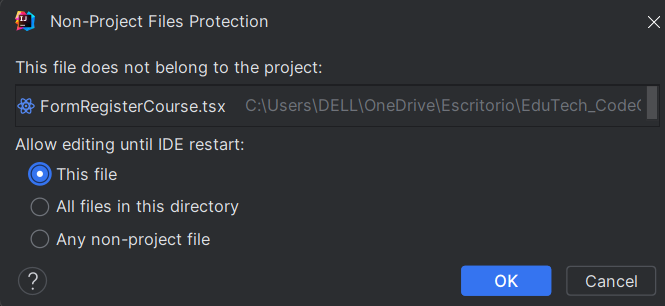 Non-Project Files Protection
This file does not belong to the project:
FormRegisterCourse.tsx C:\Users\DELL\OneDrive\Escritorio\EduTech_Code
Allow editing until IDE restart:
This file
All files in this directory
Any non-project file
? OK Cancel